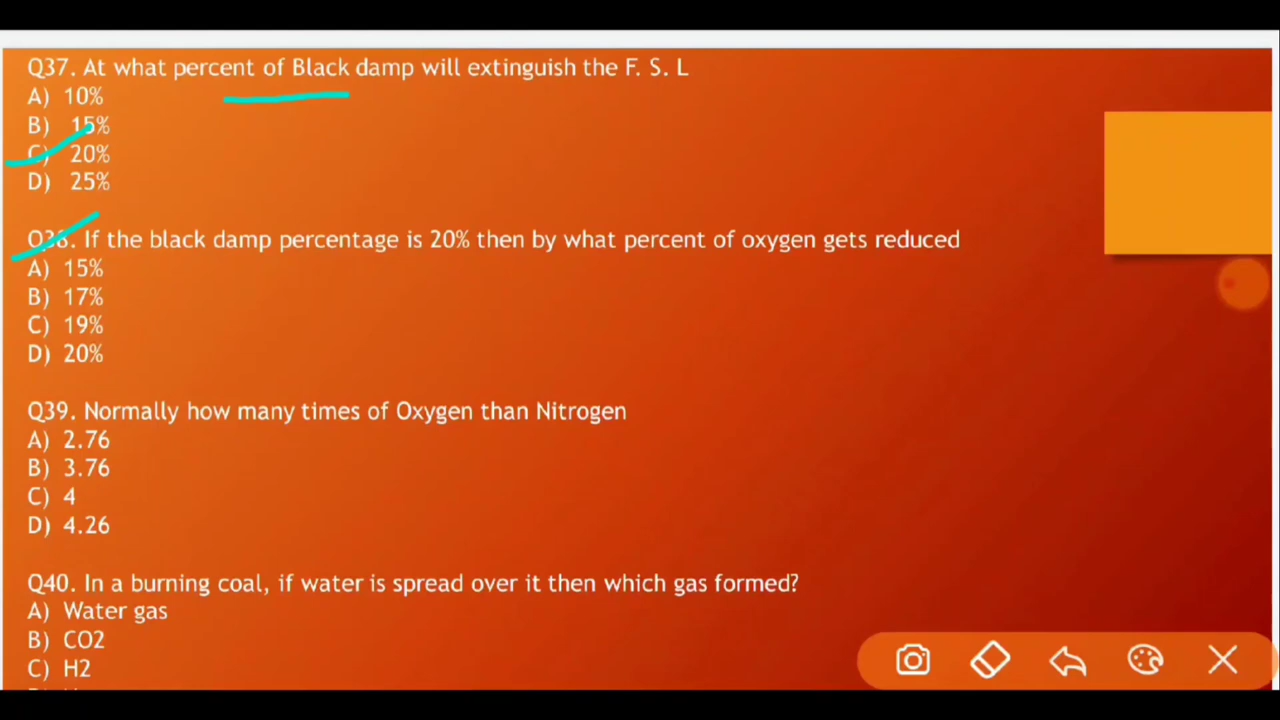 Q37. At what percent of Black damp will extinguish the F. S. L
A) 10%
B) 15%
C) 20%
D) 25%
Q38. If the black damp percentage is 20% then by what percent of oxygen gets reduced
A) 15%
B) 17%
C) 19%
D) 20%
Q39. Normally how many times of Oxygen than Nitrogen
A) 2.76
B) 3.76
C) 4
D) 4.26
Q40. In a burning coal, if water is spread over it then which gas formed?
A) Water gas
B) CO2
C) H2